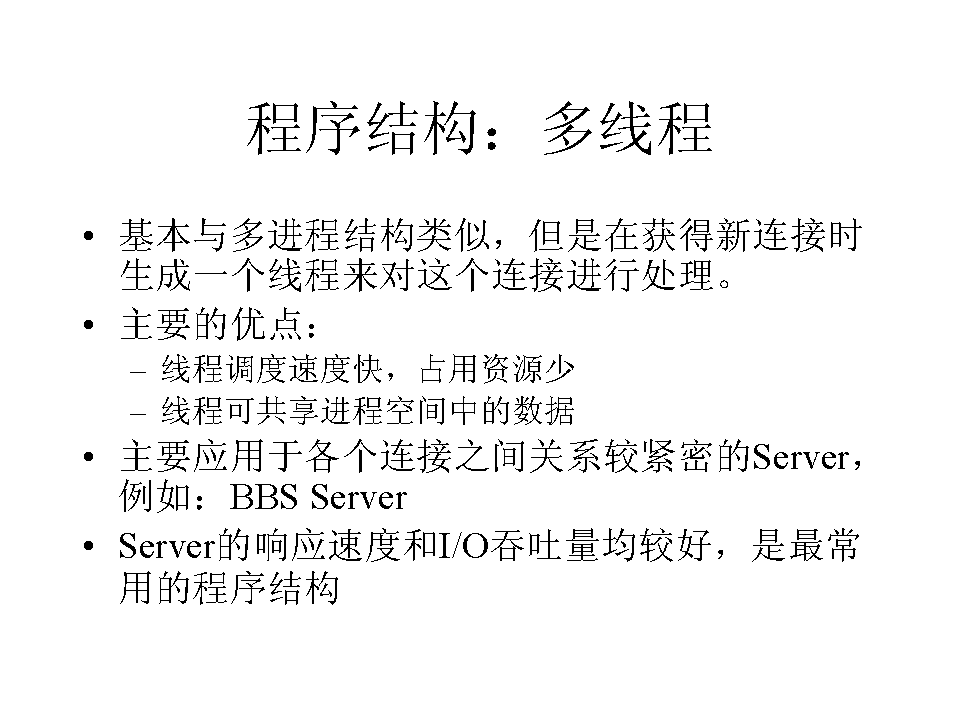 程序结构：多线程
• 基本与多进程结构类似，但是在获得新连接时
生成一个线程来对这个连接进行处理。
• 主要的优点：
– 线程调度速度快，占用资源少
– 线程可共享进程空间中的数据
• 主要应用于各个连接之间关系较紧密的Server，
例如：BBS Server
• Server的响应速度和I/O吞吐量均较好，是最常
用的程序结构